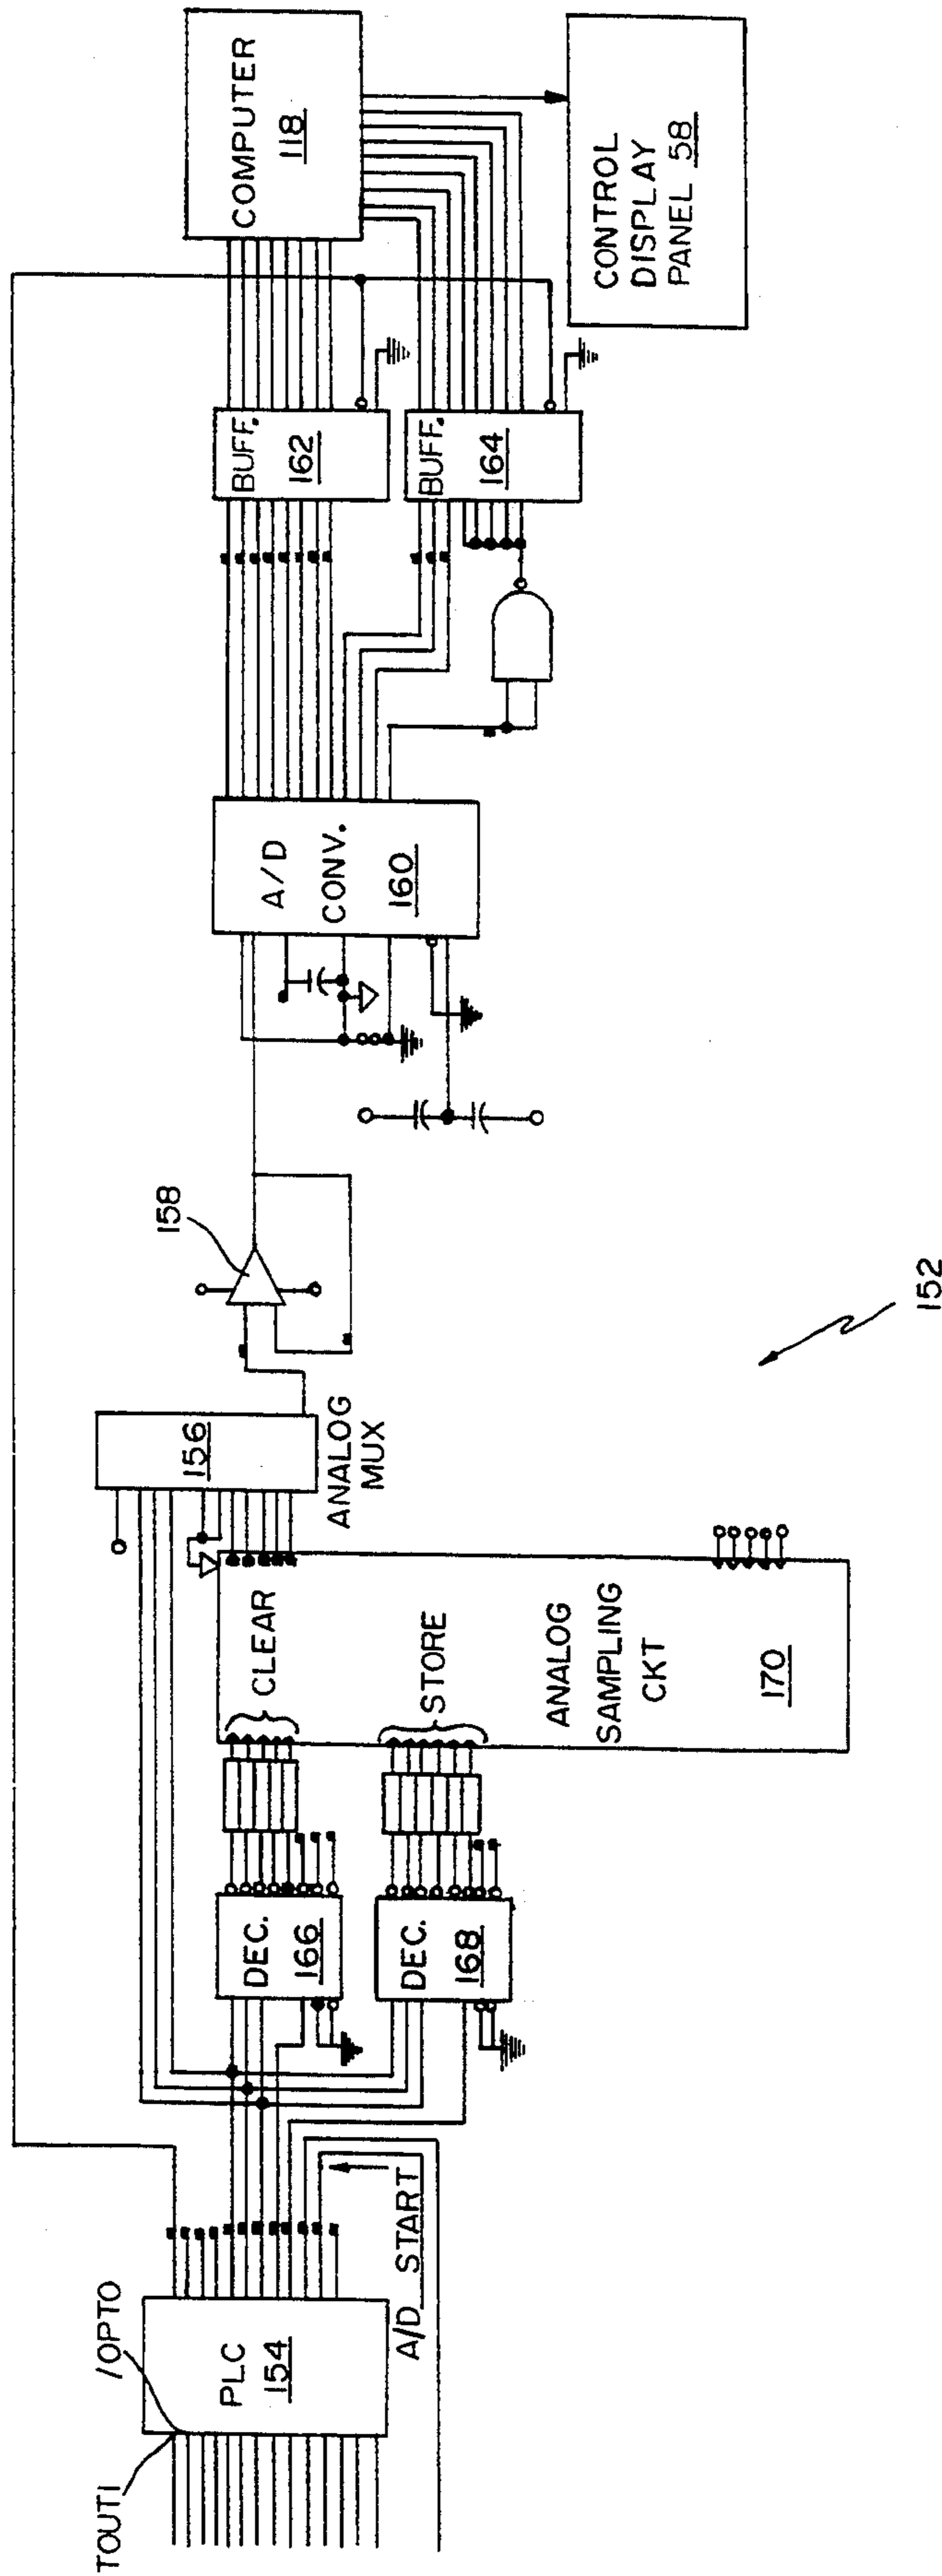 TOUT1
/OPTO
PLC
154
A/D START
DEC.
166
DEC.
168
CLEAR
STORE
ANALOG
SAMPLING
CKT
170
156
ANALOG
MUX
158
152
A/D
CONV.
160
BUFF.
162
BUFF.
164
COMPUTER
118
CONTROL
DISPLAY
PANEL 58